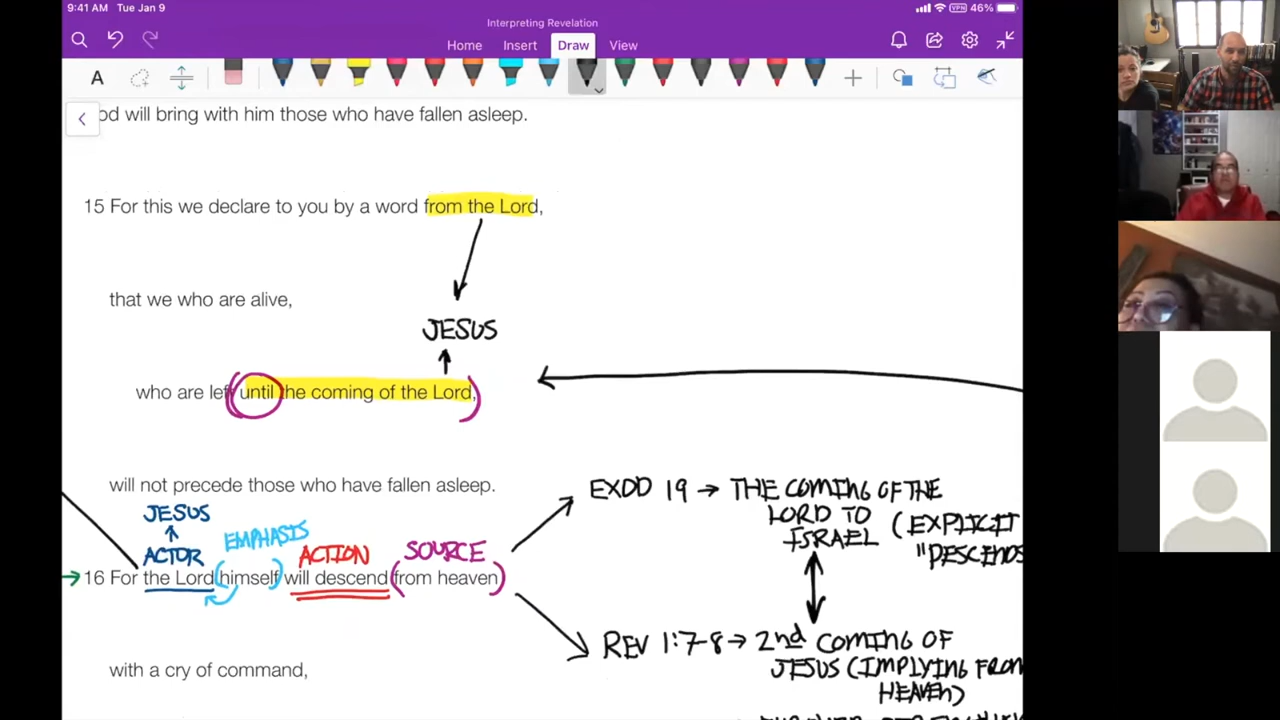 9:41 AM Tue Jan 9
VPN 46%
Interpreting Revelation
Home Insert Draw View
A
od will bring with him those who have fallen asleep.
15 For this we declare to you by a word from the Lord,
that we who are alive,
JESUS
who are left until the coming of the Lord,
will not precede those who have fallen asleep.
EXOD 19 → THE COMING OF THE
LORD TO
ISRAEL
(EXPLICIT
"DESCENDS
JESUS
ACTOR
EMPHASIS
ACTION
SOURCE
16 For the Lord himself will descend from heaven
REV 1:7-8 → 2nd COMING OF
JESUS (IMPLYING FROM
HEAVEN)
with a cry of command,